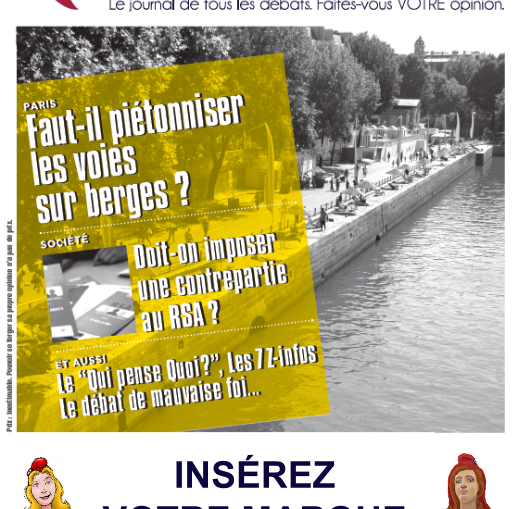 Le journal de tous les débats. Faites-vous VOTRE opinion.
PARIS
Faut-il piétonniser
les voies
sur berges ?
SOCIÉTÉ
Doit-on imposer
une contrepartie
au RSA ?
ET AUSSI
Le "Qui pense Quoi?", Les 7 Z-infos
Le débat de mauvaise foi...
Prix : Inestimable. Pouvoir se forger sa propre opinion n'a pas de prix.
INSÉREZ
VOTRE MARQUE